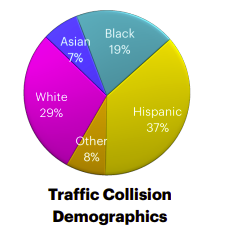 Black
19%
Asian
7%
White
29%
Hispanic
37%
Other
8%
Traffic Collision
Demographics